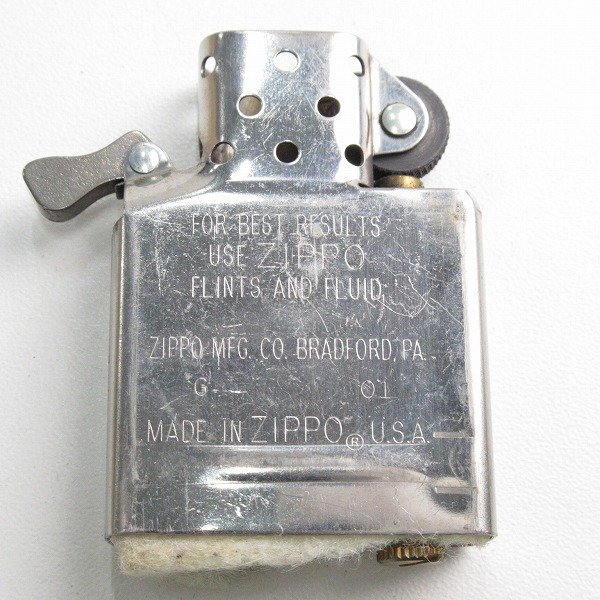 FOR BEST RESULTS
USE ZIPPO
FLINTS AND FLUID
ZIPPO MFG. CO. BRADFORD, PA.
G 01
MADE IN ZIPPO® U.S.A.